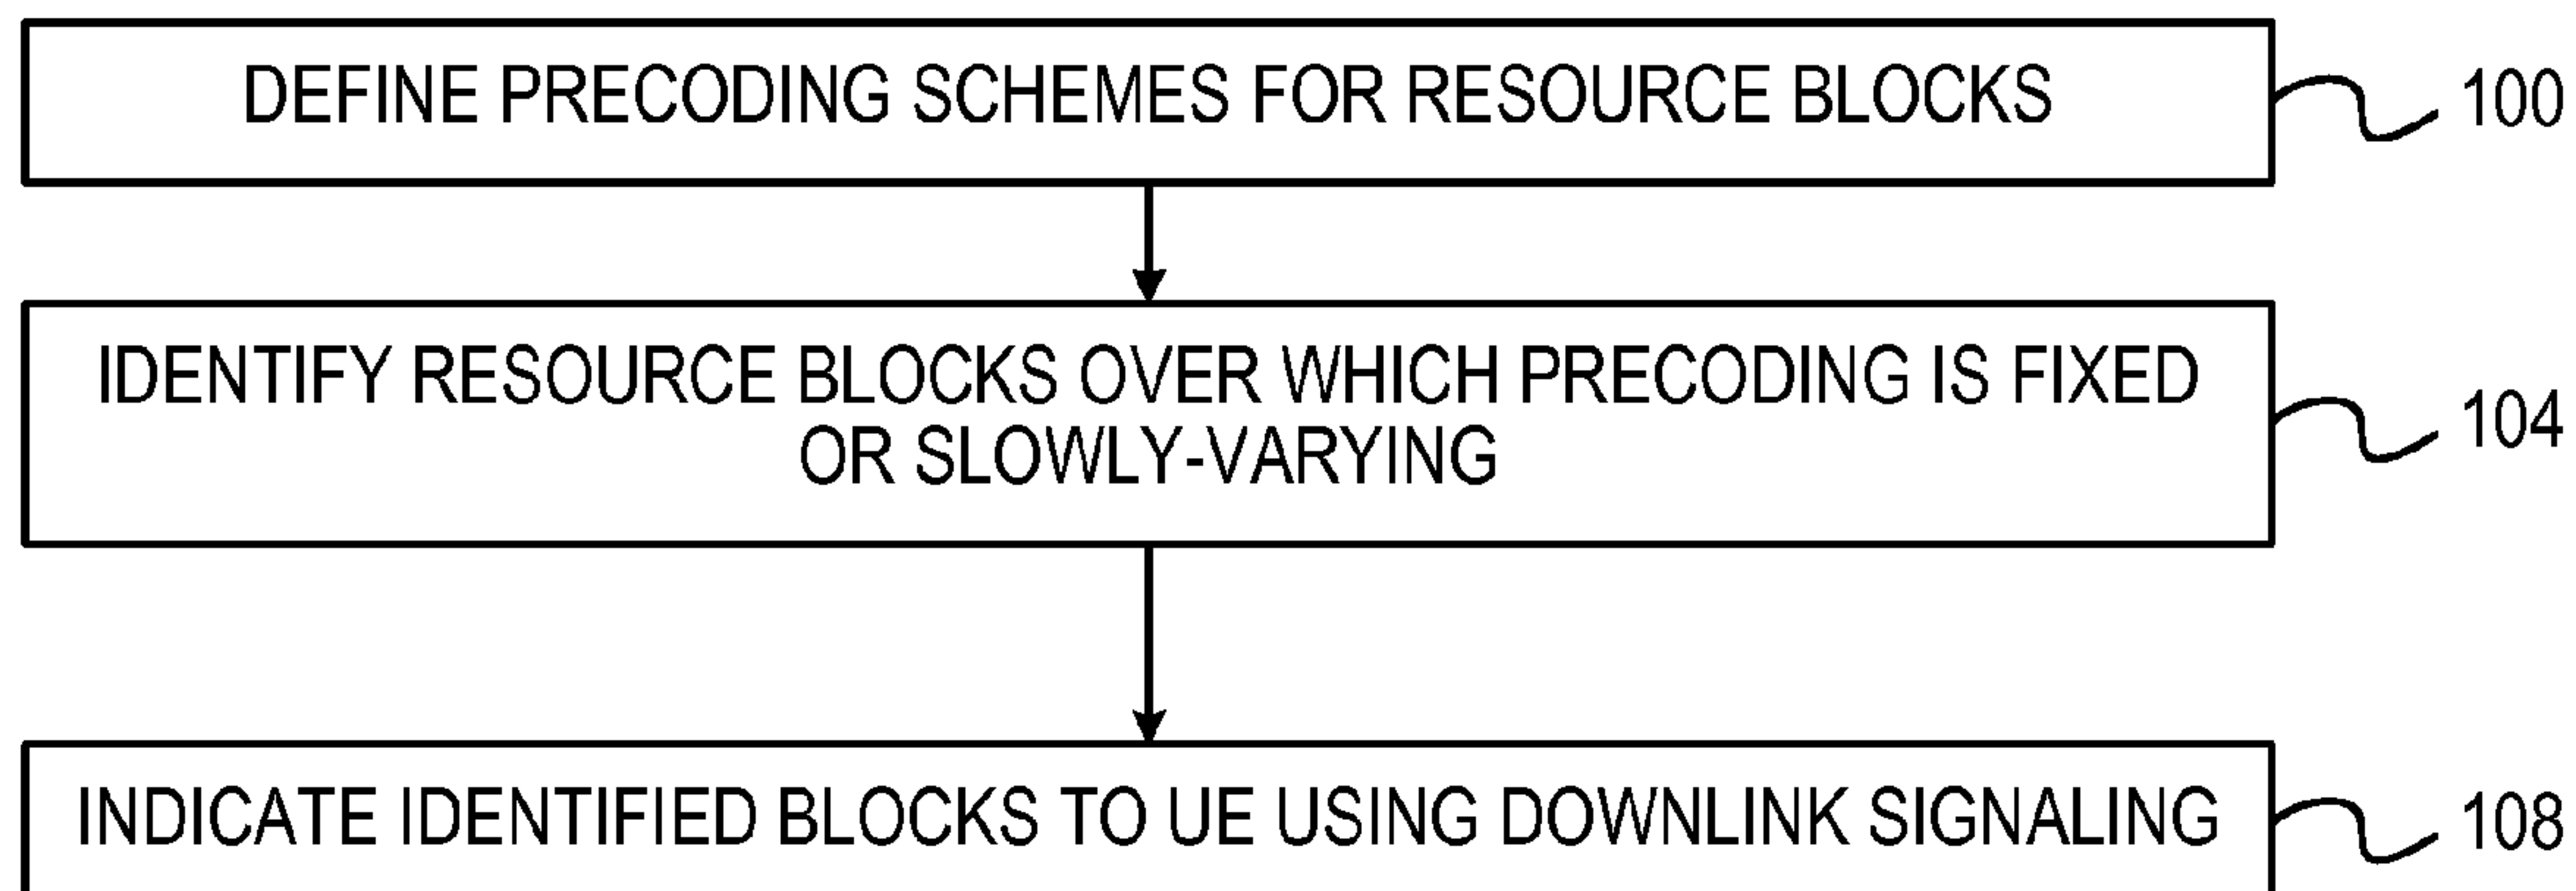 DEFINE PRECODING SCHEMES FOR RESOURCE BLOCKS
100
IDENTIFY RESOURCE BLOCKS OVER WHICH PRECODING IS FIXED
OR SLOWLY-VARYING
104
INDICATE IDENTIFIED BLOCKS TO UE USING DOWNLINK SIGNALING
108